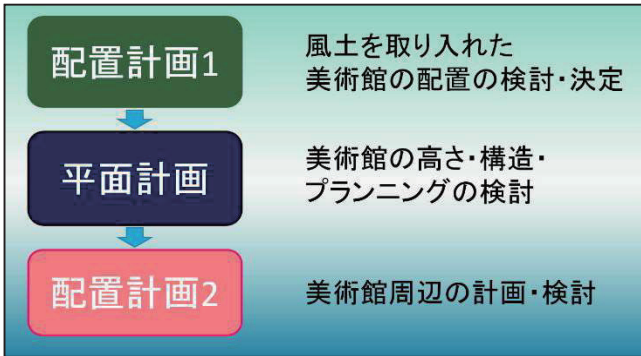 配置計画1
風土を取り入れた
美術館の配置の検討・決定
平面計画
美術館の高さ・構造・
プランニングの検討
配置計画2
美術館周辺の計画・検討